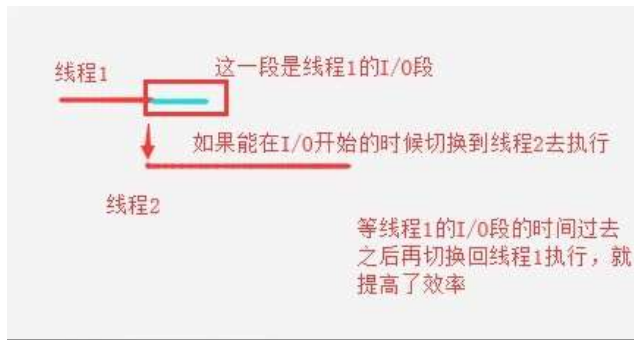 线程1
这一段是线程1的I/O段
如果能在I/O开始的时候切换到线程2去执行
线程2
等线程1的I/O段的时间过去
之后再切换回线程1执行，就
提高了效率